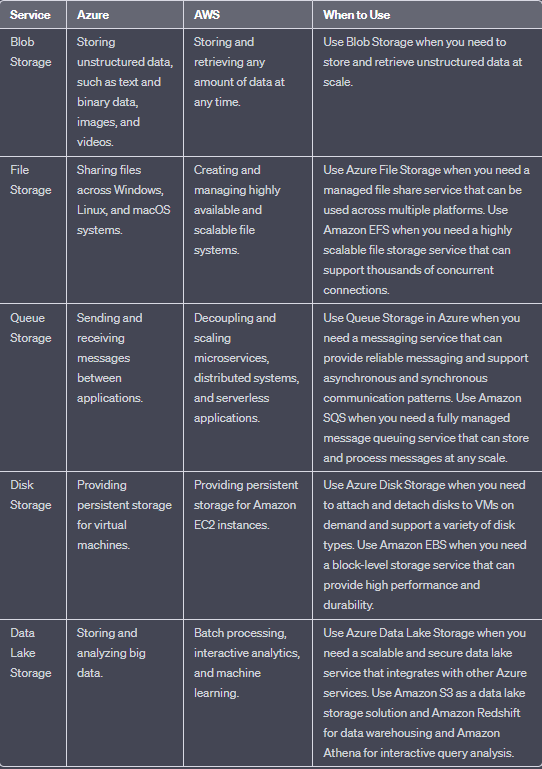 Service Azure AWS When to Use
Blob
Storage
Storing
unstructured data,
such as text and
binary data,
images, and
videos.
Storing and
retrieving any
amount of data at
any time.
Use Blob Storage when you need to
store and retrieve unstructured data at
scale.
File
Storage
Sharing files
across Windows,
Linux, and macOS
systems.
Creating and
managing highly
available and
scalable file
systems.
Use Azure File Storage when you need a
managed file share service that can be
used across multiple platforms. Use
Amazon EFS when you need a highly
scalable file storage service that can
support thousands of concurrent
connections.
Queue
Storage
Sending and
receiving
messages
between
applications.
Decoupling and
scaling
microservices,
distributed systems,
and serverless
applications.
Use Queue Storage in Azure when you
need a messaging service that can
provide reliable messaging and support
asynchronous and synchronous
communication patterns. Use Amazon
SQS when you need a fully managed
message queuing service that can store
and process messages at any scale.
Disk
Storage
Providing
persistent storage
for virtual
machines.
Providing persistent
storage for Amazon
EC2 instances.
Use Azure Disk Storage when you need
to attach and detach disks to VMs on
demand and support a variety of disk
types. Use Amazon EBS when you need
a block-level storage service that can
provide high performance and
durability.
Data
Lake
Storage
Storing and
analyzing big
data.
Batch processing,
interactive analytics,
and machine
learning.
Use Azure Data Lake Storage when you
need a scalable and secure data lake
service that integrates with other Azure
services. Use Amazon S3 as a data lake
storage solution and Amazon Redshift
for data warehousing and Amazon
Athena for interactive query analysis.